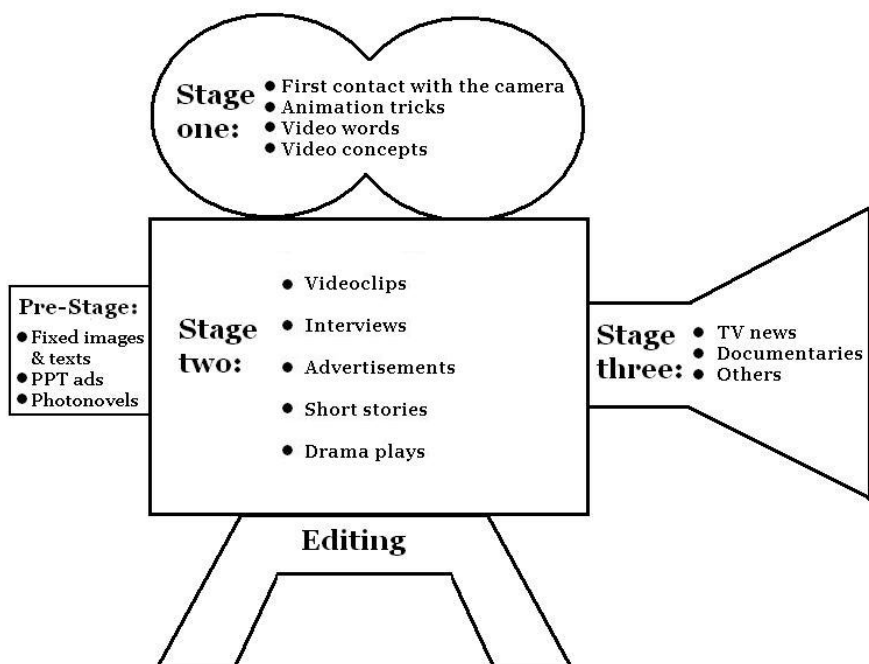 Stage one:
● First contact with the camera
● Animation tricks
● Video words
● Video concepts
Pre-Stage:
● Fixed images
& texts
● PPT ads
● Photonovels
Stage two:
● Videoclips
● Interviews
● Advertisements
● Short stories
● Drama plays
Stage three:
● TV news
● Documentaries
● Others
Editing